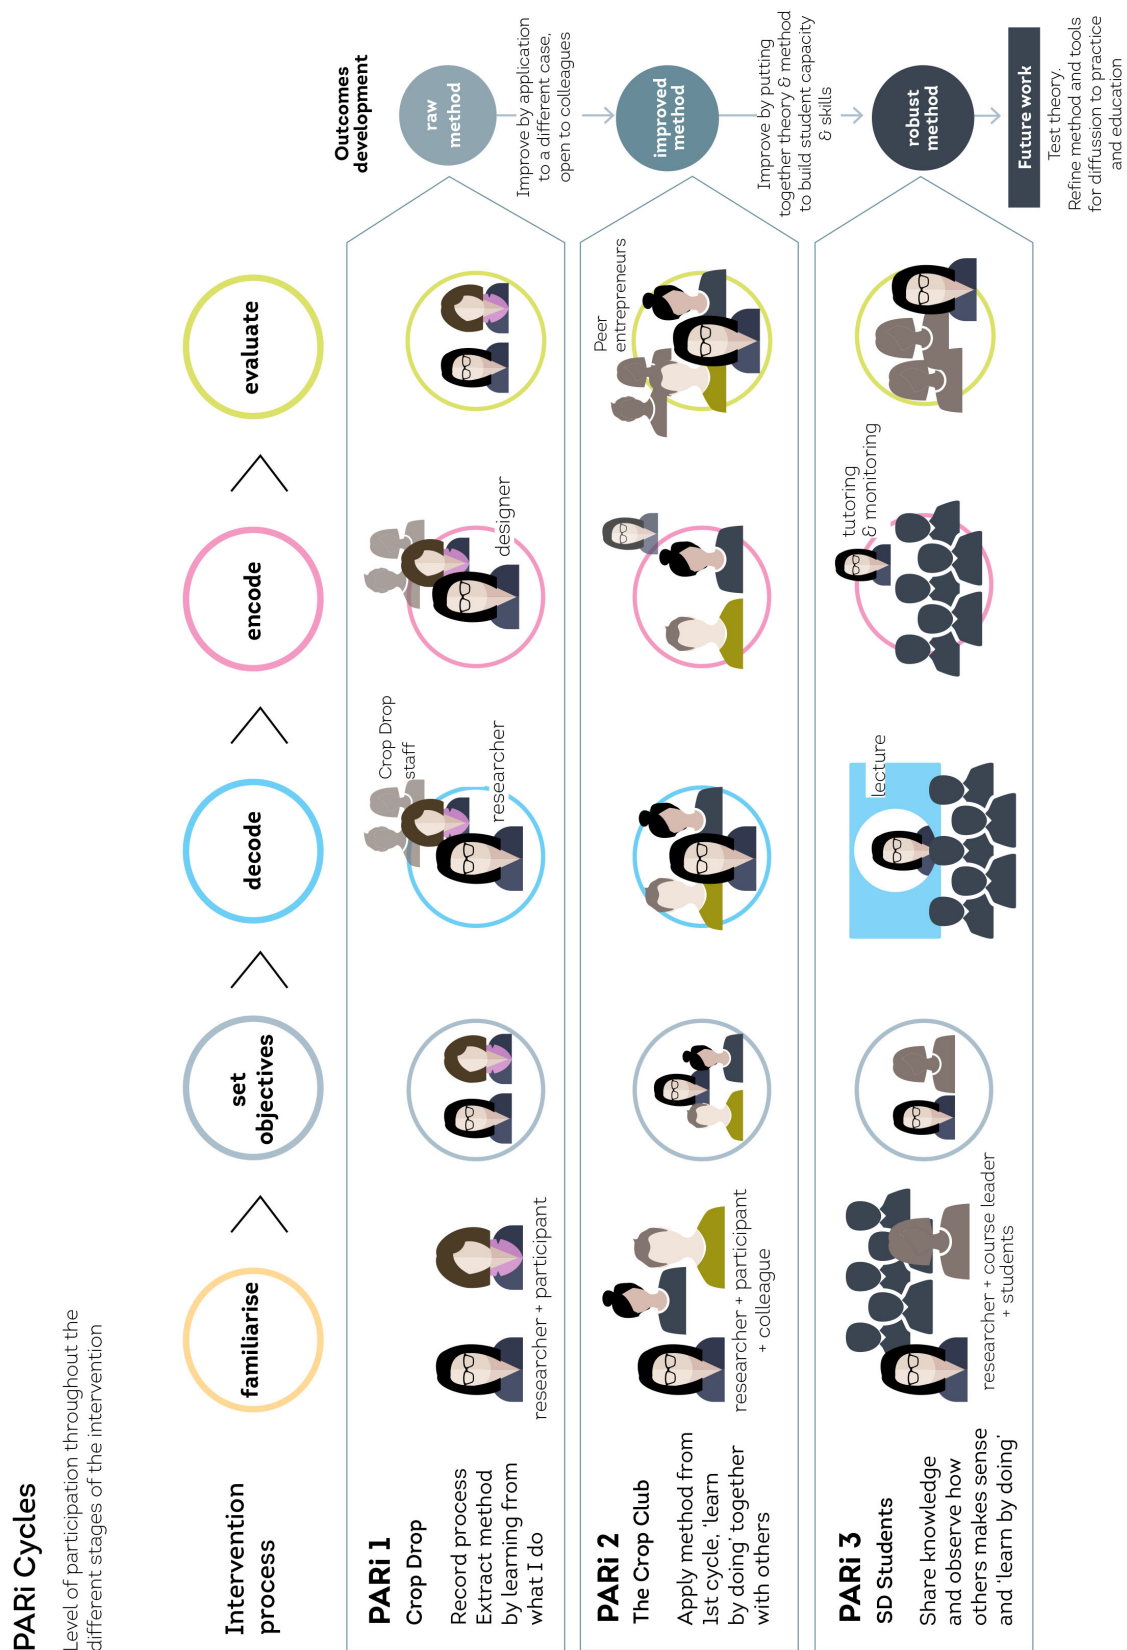 PARi Cycles
Level of participation throughout the
different stages of the intervention
Intervention
process
familiarise
set
objectives
decode
encode
evaluate
Outcomes
development
PARi 1
Crop Drop
Record process
Extract method
by learning from
what I do
researcher + participant
Crop Drop
staff
researcher
designer
raw
method
Improve by application
to a different case,
open to colleagues
PARi 2
The Crop Club
Apply method from
1st cycle, 'learn
by doing' together
with others
researcher + participant
+ colleague
Peer
entrepreneurs
improved
method
Improve by putting
together theory & method
to build student capacity
& skills
PARi 3
SD Students
Share knowledge
and observe how
others makes sense
and 'learn by doing'
researcher + course leader
+ students
lecture
tutoring
& monitoring
robust
method
Future work
Test theory.
Refine method and tools
for diffussion to practice
and education